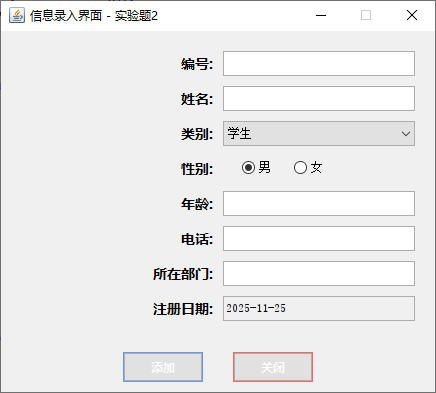 信息录入界面 - 实验题2
编号:
姓名:
类别: 学生
性别: 男 女
年龄:
电话:
所在部门:
注册日期: 2025-11-25
添加 关闭